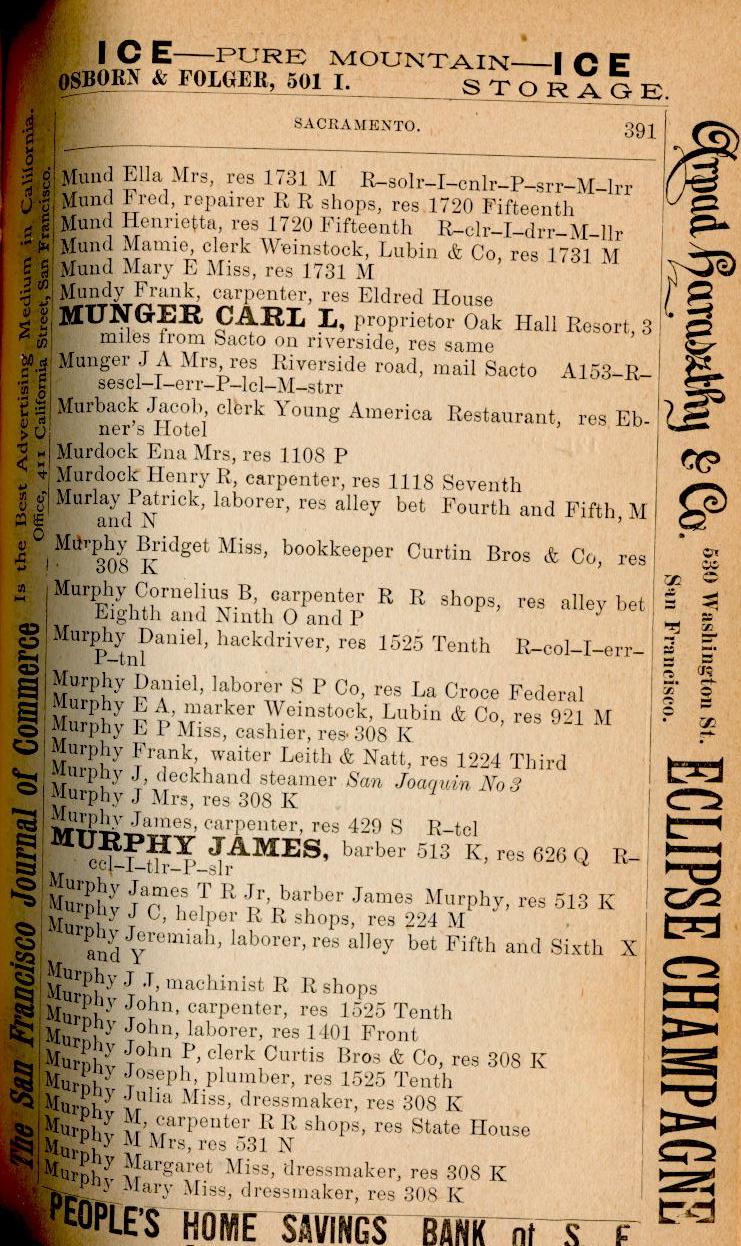 ICE—PURE MOUNTAIN—ICE
OSBORN & FOLGER, 501 I. STORAGE.
SACRAMENTO. 391
Mund Ella Mrs, res 1731 M R–solr–I–cnlr–P–srr–M–lrr
Mund Fred, repairer R R shops, res 1720 Fifteenth
Mund Henrietta, res 1720 Fifteenth R–clr–I–drr–M–llr
Mund Mamie, clerk Weinstock, Lubin & Co, res 1731 M
Mund Mary E Miss, res 1731 M
Mundy Frank, carpenter, res Eldred House
MUNGER CARL L, proprietor Oak Hall Resort, 3
miles from Sacto on riverside, res same
Munger J A Mrs, res Riverside road, mail Sacto A153–R–
sescl–I–err–P–lcl–M–strr
Murback Jacob, clerk Young America Restaurant, res Eb-
ner's Hotel
Murdock Ena Mrs, res 1108 P
Murdock Henry R, carpenter, res 1118 Seventh
Murlay Patrick, laborer, res alley bet Fourth and Fifth, M
and N
Murphy Bridget Miss, bookkeeper Curtin Bros & Co, res
308 K
Murphy Cornelius B, carpenter R R shops, res alley bet
Eighth and Ninth O and P
Murphy Daniel, hackdriver, res 1525 Tenth R–col–I–err–
P–tnl
Murphy Daniel, laborer S P Co, res La Croce Federal
Murphy E A, marker Weinstock, Lubin & Co, res 921 M
Murphy E P Miss, cashier, res 308 K
Murphy Frank, waiter Leith & Natt, res 1224 Third
Murphy J, deckhand steamer San Joaquin No 3
Murphy J Mrs, res 308 K
Murphy James, carpenter, res 429 S R–tcl
MURPHY JAMES, barber 513 K, res 626 Q R–
ccl–I–tlr–P–slr
Murphy James T R Jr, barber James Murphy, res 513 K
Murphy J C, helper R R shops, res 224 M
Murphy Jeremiah, laborer, res alley bet Fifth and Sixth X
and Y
Murphy J J, machinist R R shops
Murphy John, carpenter, res 1525 Tenth
Murphy John, laborer, res 1401 Front
Murphy John P, clerk Curtis Bros & Co, res 308 K
Murphy Joseph, plumber, res 1525 Tenth
Murphy Julia Miss, dressmaker, res 308 K
Murphy M, carpenter R R shops, res State House
Murphy M Mrs, res 531 N
Murphy Margaret Miss, dressmaker, res 308 K
Murphy Mary Miss, dressmaker, res 308 K
PEOPLE'S HOME SAVINGS BANK of S. F
The San Francisco Journal of Commerce Is the Best Advertising Medium in California.
Office, 411 California Street, San Francisco.
Arpad Haraszthy & Co. 530 Washington St.
San Francisco.
ECLIPSE CHAMPAGNE